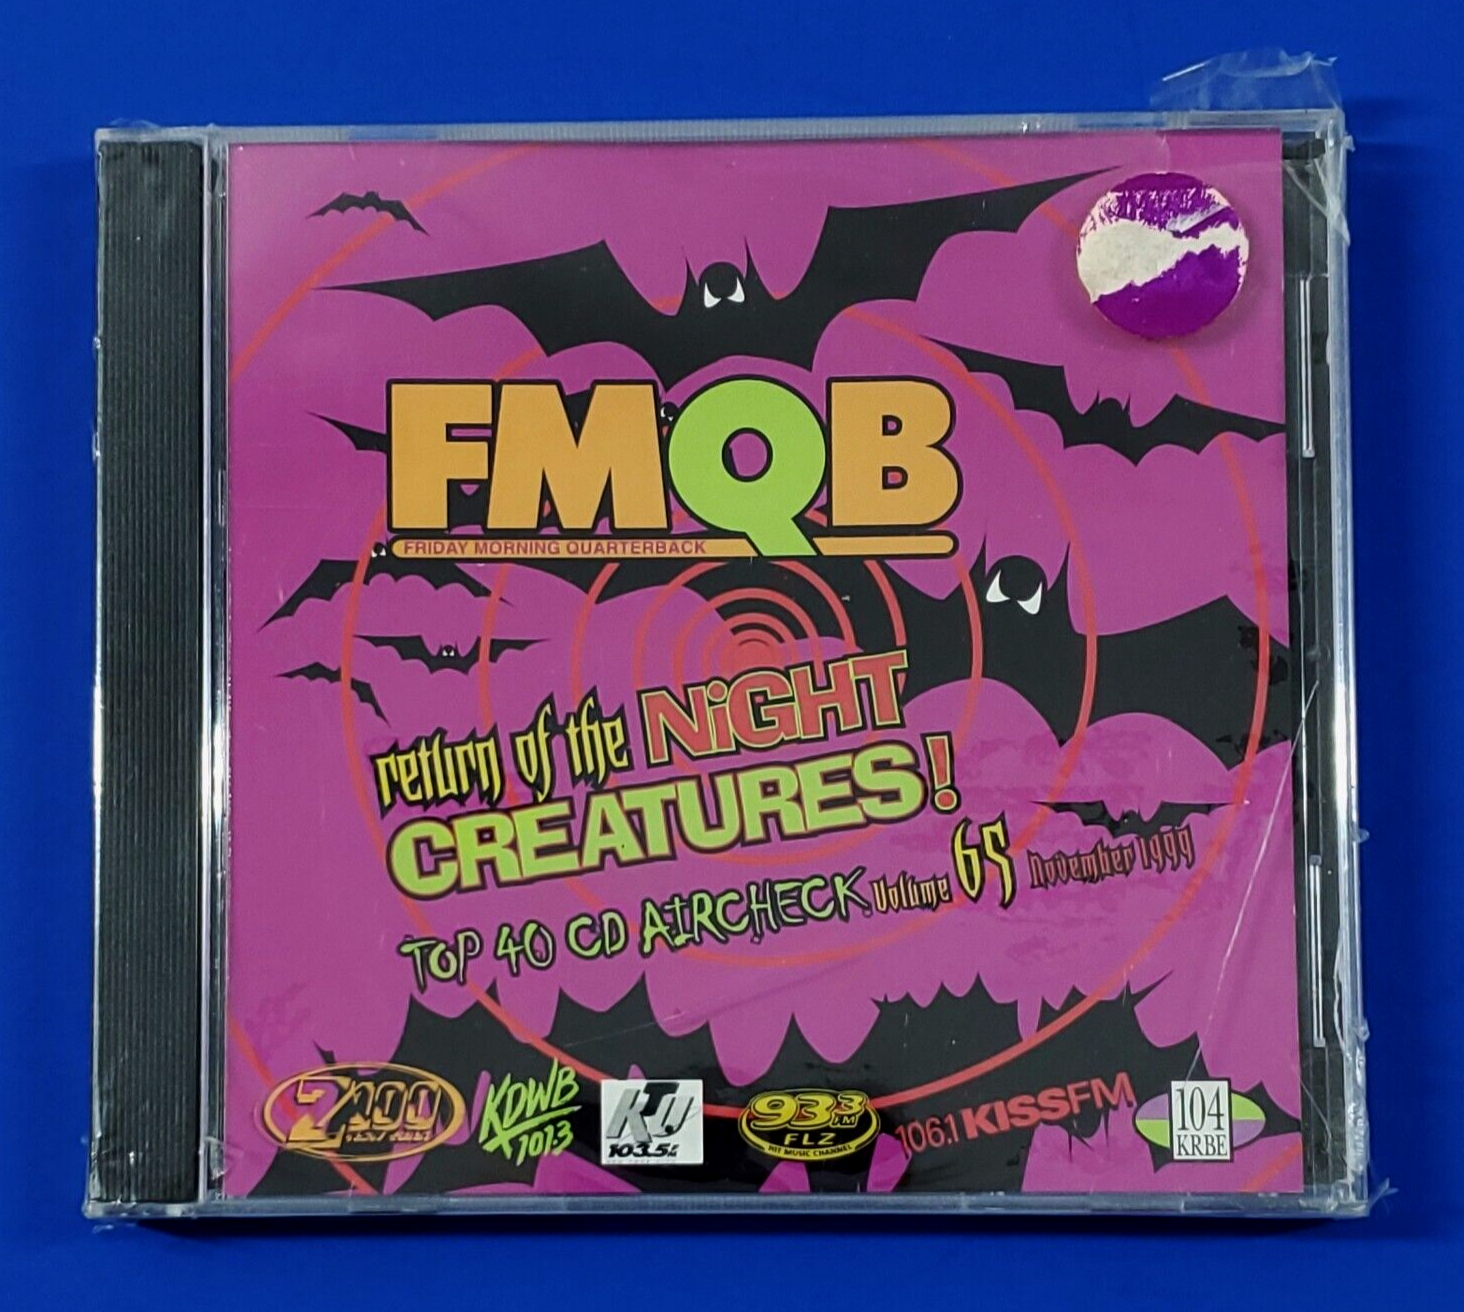 FMQB
FRIDAY MORNING QUARTERBACK
return of the NiGHT
CREATURES!
TOP 40 CD AIRCHECK Volume 65 November 1999
Z100
KDWB
101.3
KTU
103.5FM
93.3
FM
FLZ
HIT MUSIC CHANNEL
106.1 KISSFM
104
KRBE